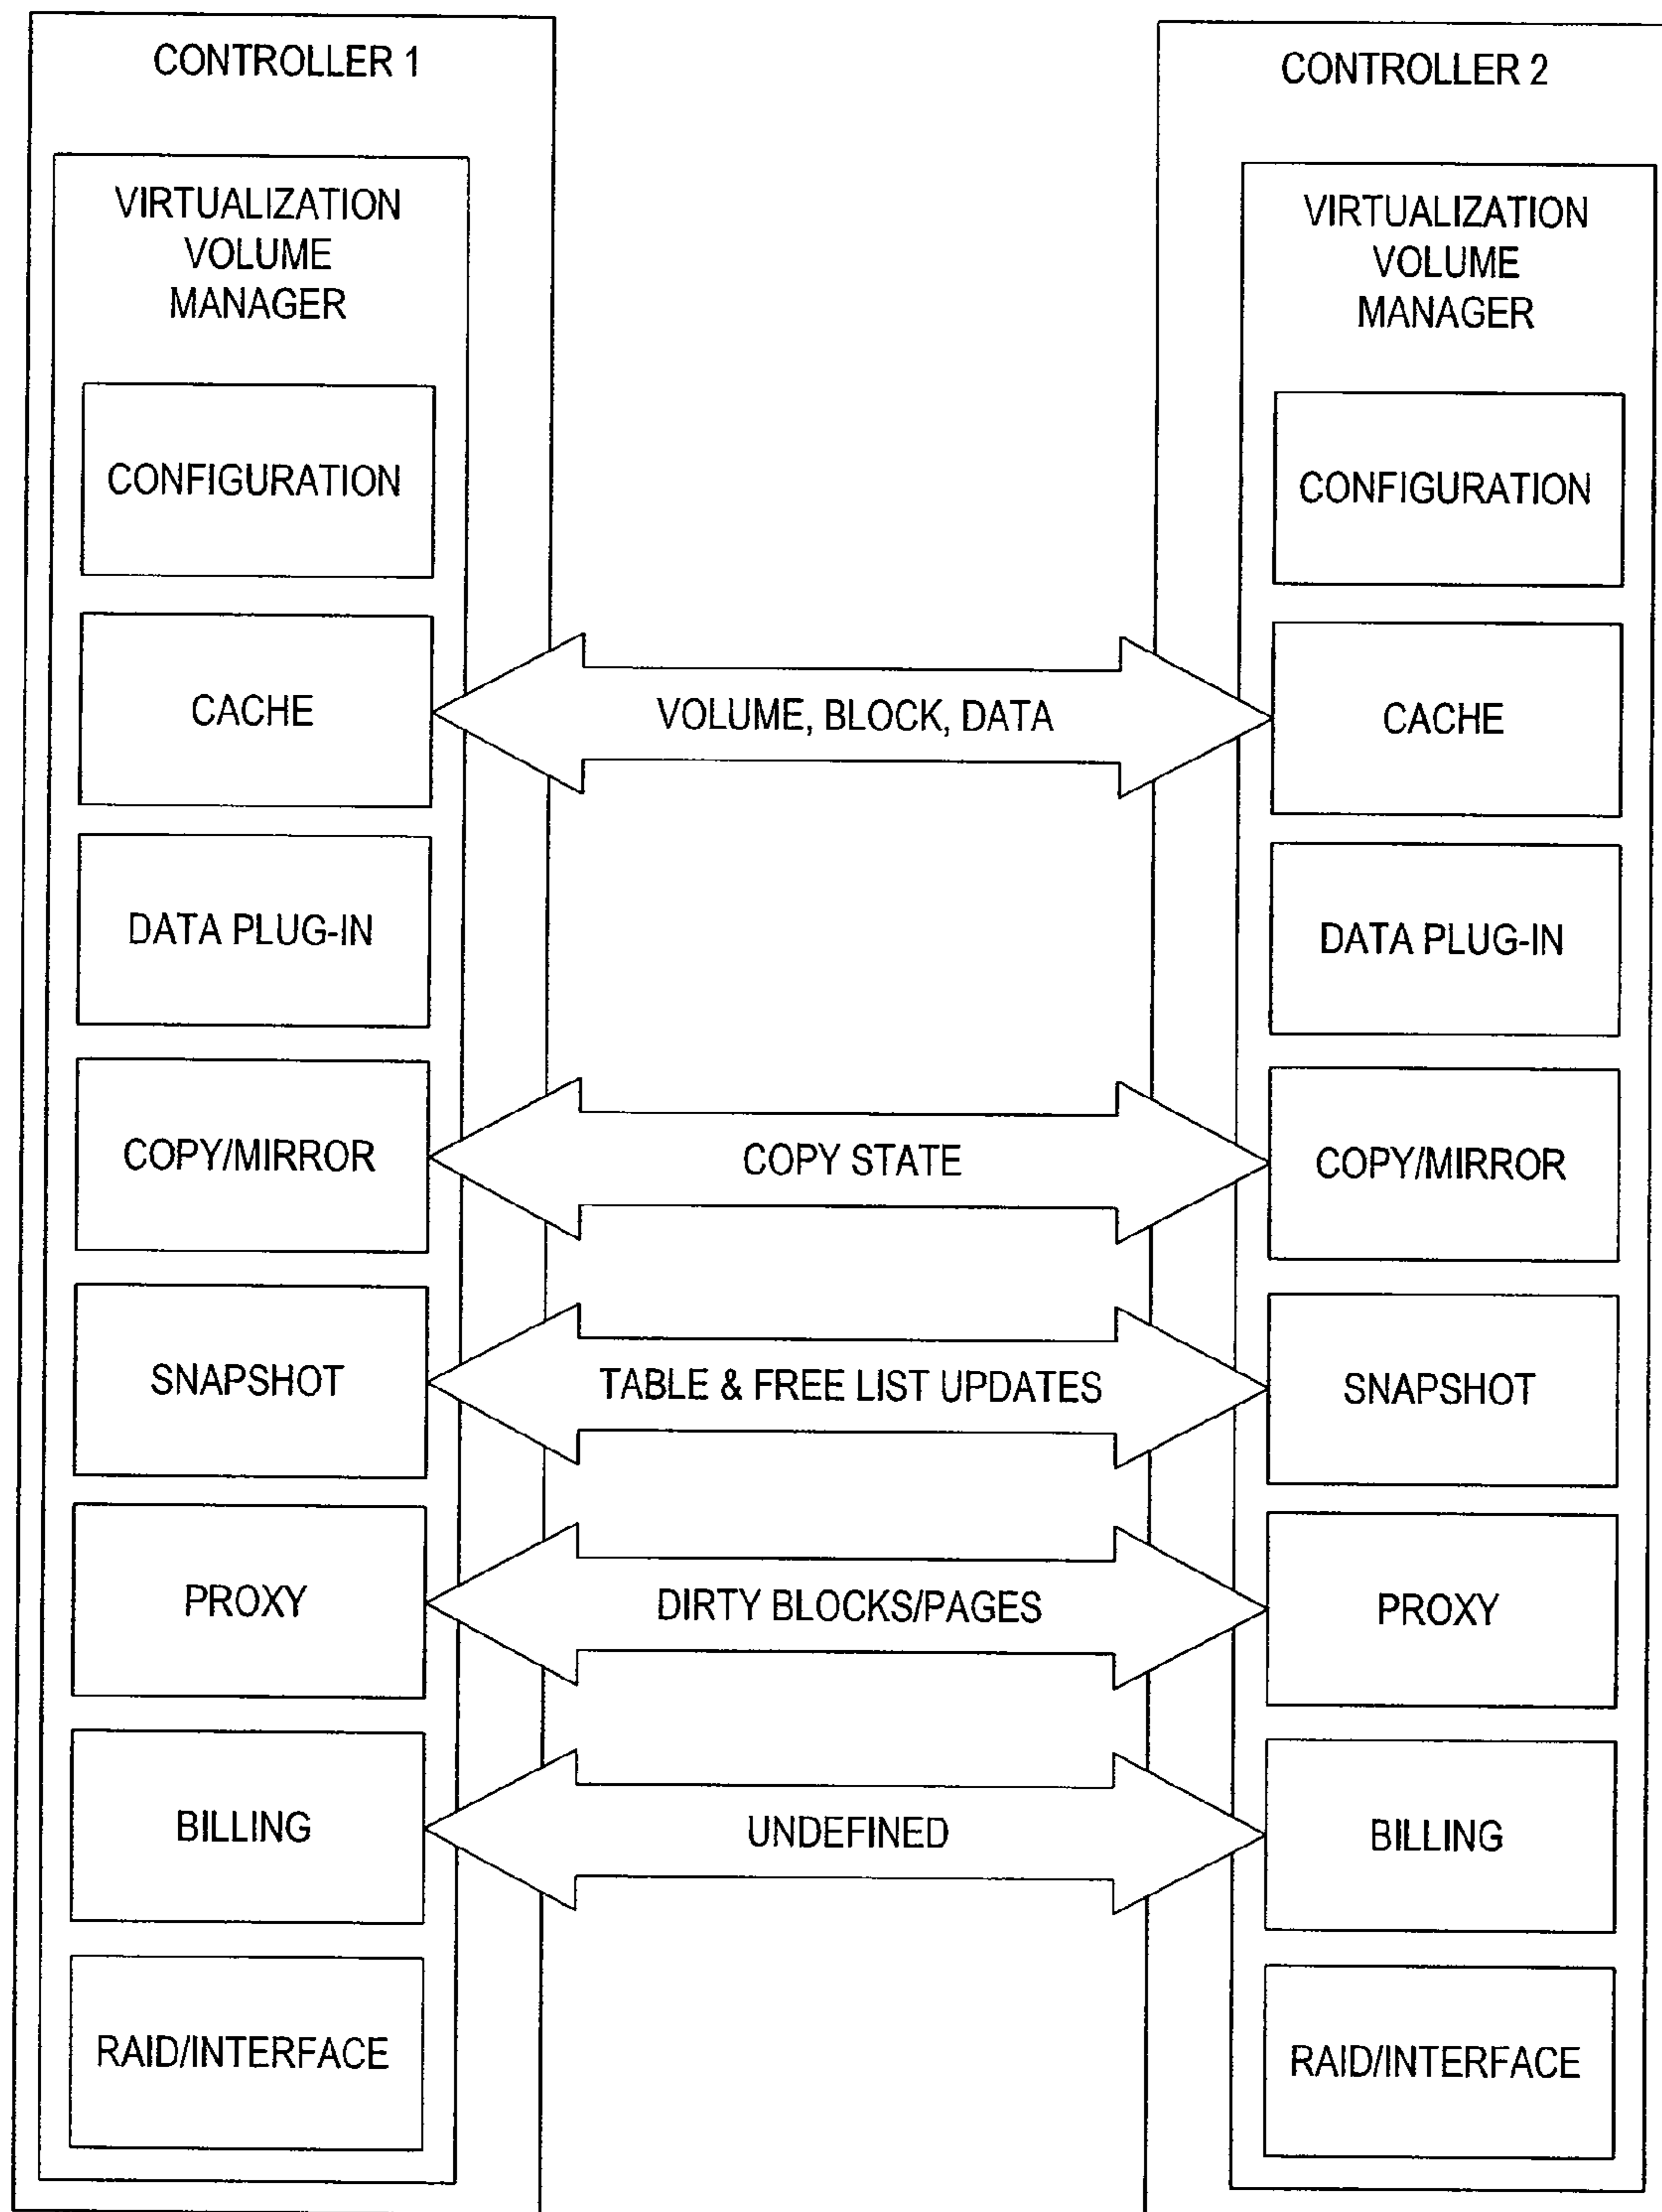 CONTROLLER 1
CONTROLLER 2
VIRTUALIZATION
VOLUME
MANAGER
VIRTUALIZATION
VOLUME
MANAGER
CONFIGURATION
CONFIGURATION
CACHE
VOLUME, BLOCK, DATA
CACHE
DATA PLUG-IN
DATA PLUG-IN
COPY/MIRROR
COPY STATE
COPY/MIRROR
SNAPSHOT
TABLE & FREE LIST UPDATES
SNAPSHOT
PROXY
DIRTY BLOCKS/PAGES
PROXY
BILLING
UNDEFINED
BILLING
RAID/INTERFACE
RAID/INTERFACE